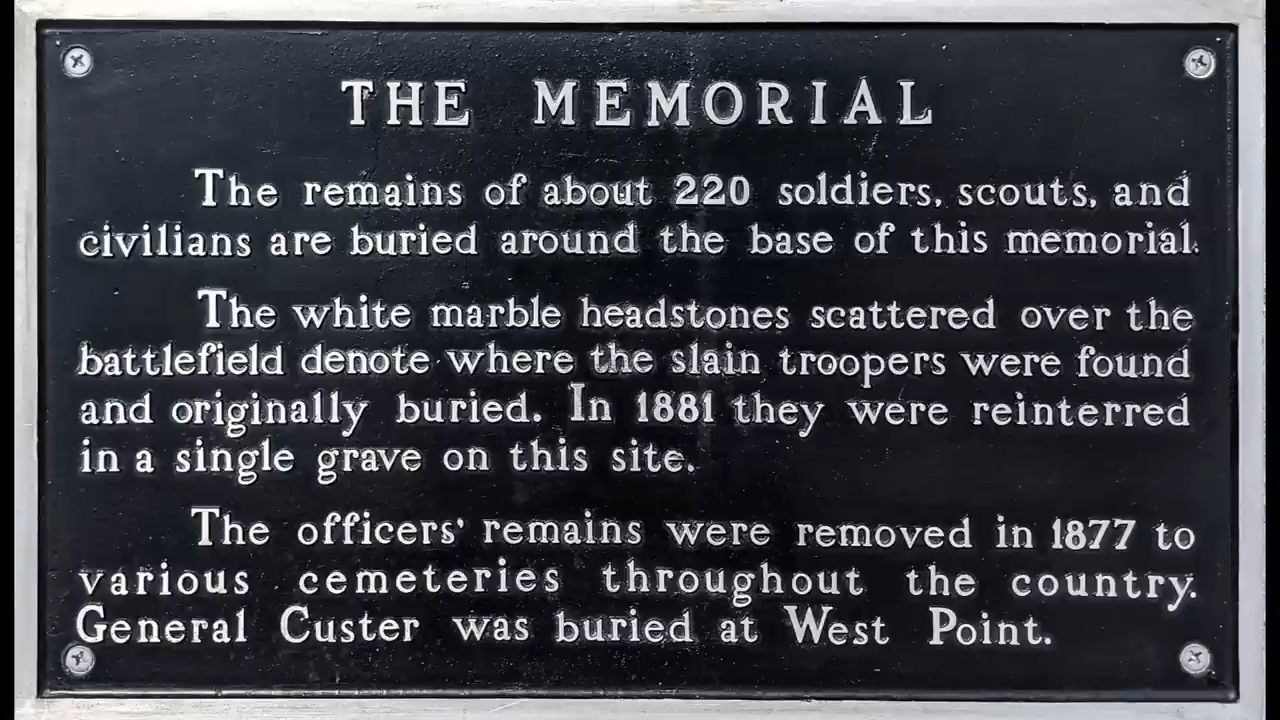 THE MEMORIAL
The remains of about 220 soldiers, scouts, and
civilians are buried around the base of this memorial.
The white marble headstones scattered over the
battlefield denote where the slain troopers were found
and originally buried. In 1881 they were reinterred
in a single grave on this site.
The officers' remains were removed in 1877 to
various cemeteries throughout the country.
General Custer was buried at West Point.